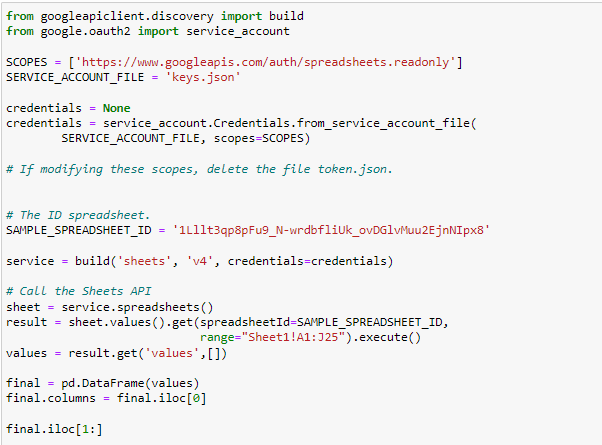 from googleapiclient.discovery import build
from google.oauth2 import service_account
SCOPES = ['https://www.googleapis.com/auth/spreadsheets.readonly']
SERVICE_ACCOUNT_FILE = 'keys.json'
credentials = None
credentials = service_account.Credentials.from_service_account_file(
        SERVICE_ACCOUNT_FILE, scopes=SCOPES)
# If modifying these scopes, delete the file token.json.
# The ID spreadsheet.
SAMPLE_SPREADSHEET_ID = '1Lllt3qp8pFu9_N-wrdbfliUk_ovDGlvMuu2EjnNIpx8'
service = build('sheets', 'v4', credentials=credentials)
# Call the Sheets API
sheet = service.spreadsheets()
result = sheet.values().get(spreadsheetId=SAMPLE_SPREADSHEET_ID,
                            range="Sheet1!A1:J25").execute()
values = result.get('values',[])
final = pd.DataFrame(values)
final.columns = final.iloc[0]
final.iloc[1:]